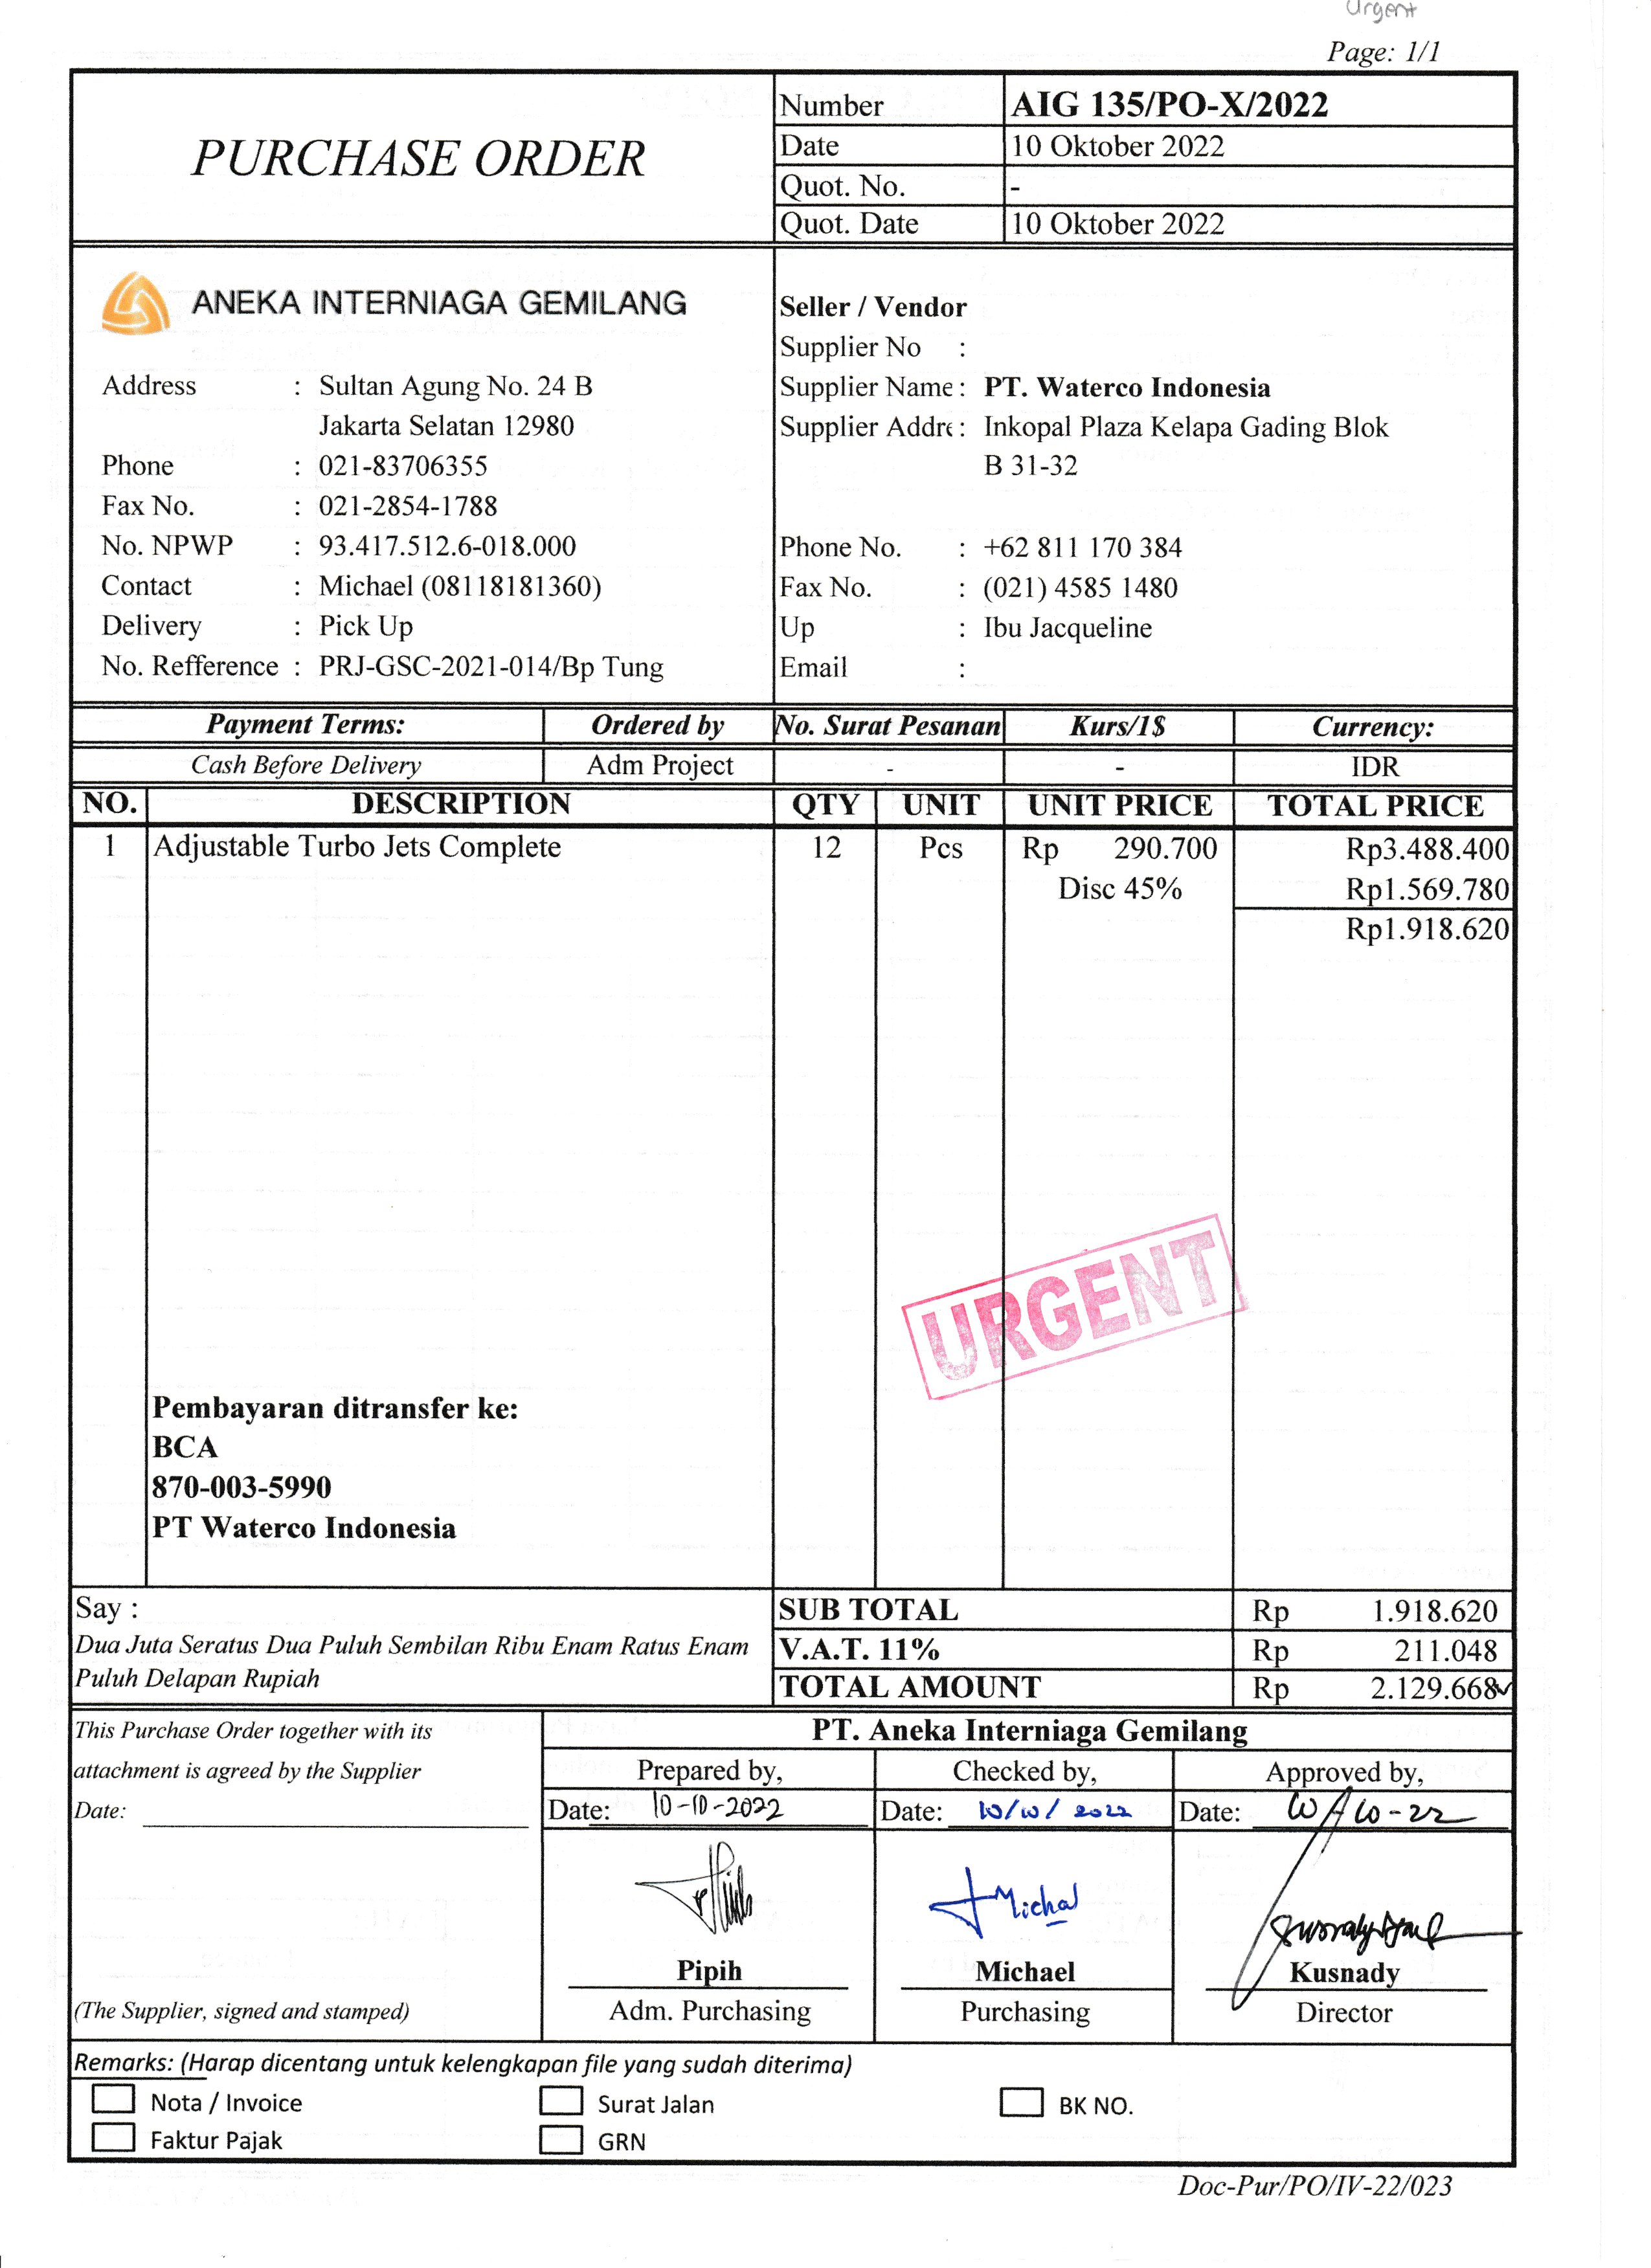 Urgent
Page: 1/1
PURCHASE ORDER
Number AIG 135/PO-X/2022
Date 10 Oktober 2022
Quot. No. -
Quot. Date 10 Oktober 2022
ANEKA INTERNIAGA GEMILANG
Address : Sultan Agung No. 24 B
Jakarta Selatan 12980
Phone : 021-83706355
Fax No. : 021-2854-1788
No. NPWP : 93.417.512.6-018.000
Contact : Michael (08118181360)
Delivery : Pick Up
No. Refference : PRJ-GSC-2021-014/Bp Tung
Seller / Vendor
Supplier No :
Supplier Name : PT. Waterco Indonesia
Supplier Addre : Inkopal Plaza Kelapa Gading Blok
B 31-32
Phone No. : +62 811 170 384
Fax No. : (021) 4585 1480
Up : Ibu Jacqueline
Email :
Payment Terms: Ordered by No. Surat Pesanan Kurs/1$ Currency:
Cash Before Delivery Adm Project - - IDR
NO. DESCRIPTION QTY UNIT UNIT PRICE TOTAL PRICE
1 Adjustable Turbo Jets Complete 12 Pcs Rp 290.700 Rp3.488.400
Disc 45% Rp1.569.780
Rp1.918.620
URGENT
Pembayaran ditransfer ke:
BCA
870-003-5990
PT Waterco Indonesia
Say :
Dua Juta Seratus Dua Puluh Sembilan Ribu Enam Ratus Enam
Puluh Delapan Rupiah
SUB TOTAL Rp 1.918.620
V.A.T. 11% Rp 211.048
TOTAL AMOUNT Rp 2.129.668
This Purchase Order together with its
attachment is agreed by the Supplier
Date:
(The Supplier, signed and stamped)
PT. Aneka Interniaga Gemilang
Prepared by, Checked by, Approved by,
Date: 10-10-2022 Date: 10/10/2022 Date: 10-10-22
Michael
Pipih Michael Kusnady
Adm. Purchasing Purchasing Director
Remarks: (Harap dicentang untuk kelengkapan file yang sudah diterima)
Nota / Invoice Surat Jalan BK NO.
Faktur Pajak GRN
Doc-Pur/PO/IV-22/023